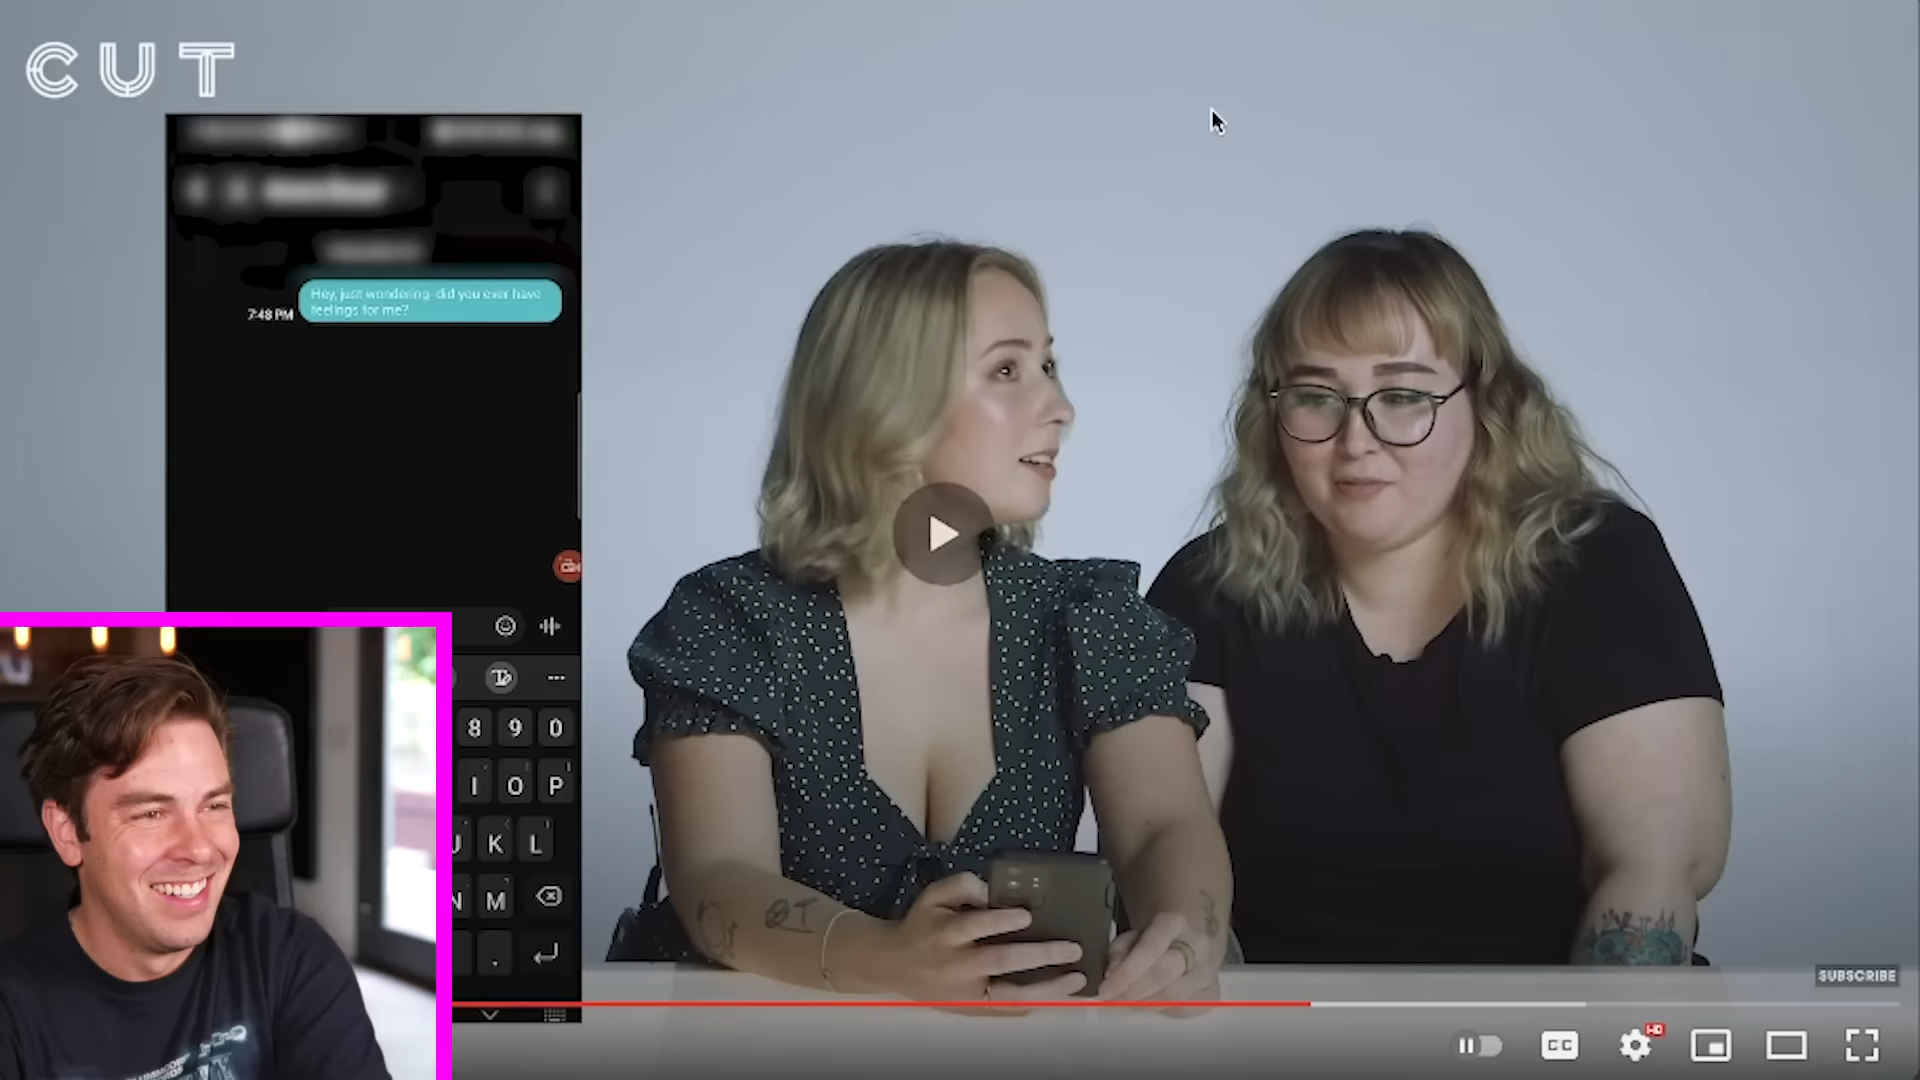 CUT
Hey, just wondering-did you ever have
feelings for me?
7:48 PM
8 9 0
I O P
J K L
N M
.
SUBSCRIBE
CC
HD